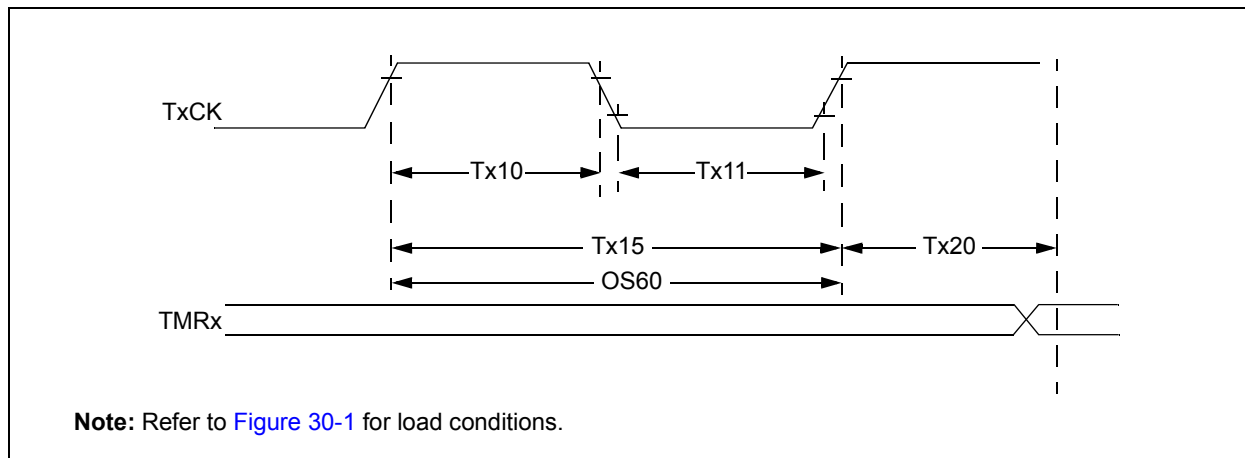 TxCK
Tx10
Tx11
Tx15
Tx20
OS60
TMRx
Note: Refer to Figure 30-1 for load conditions.